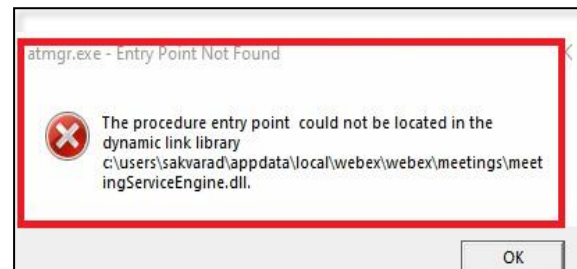 atmgr.exe - Entry Point Not Found
The procedure entry point  could not be located in the
dynamic link library
c:\users\sakvarad\appdata\local\webex\webex\meetings\meet
ingServiceEngine.dll.
OK